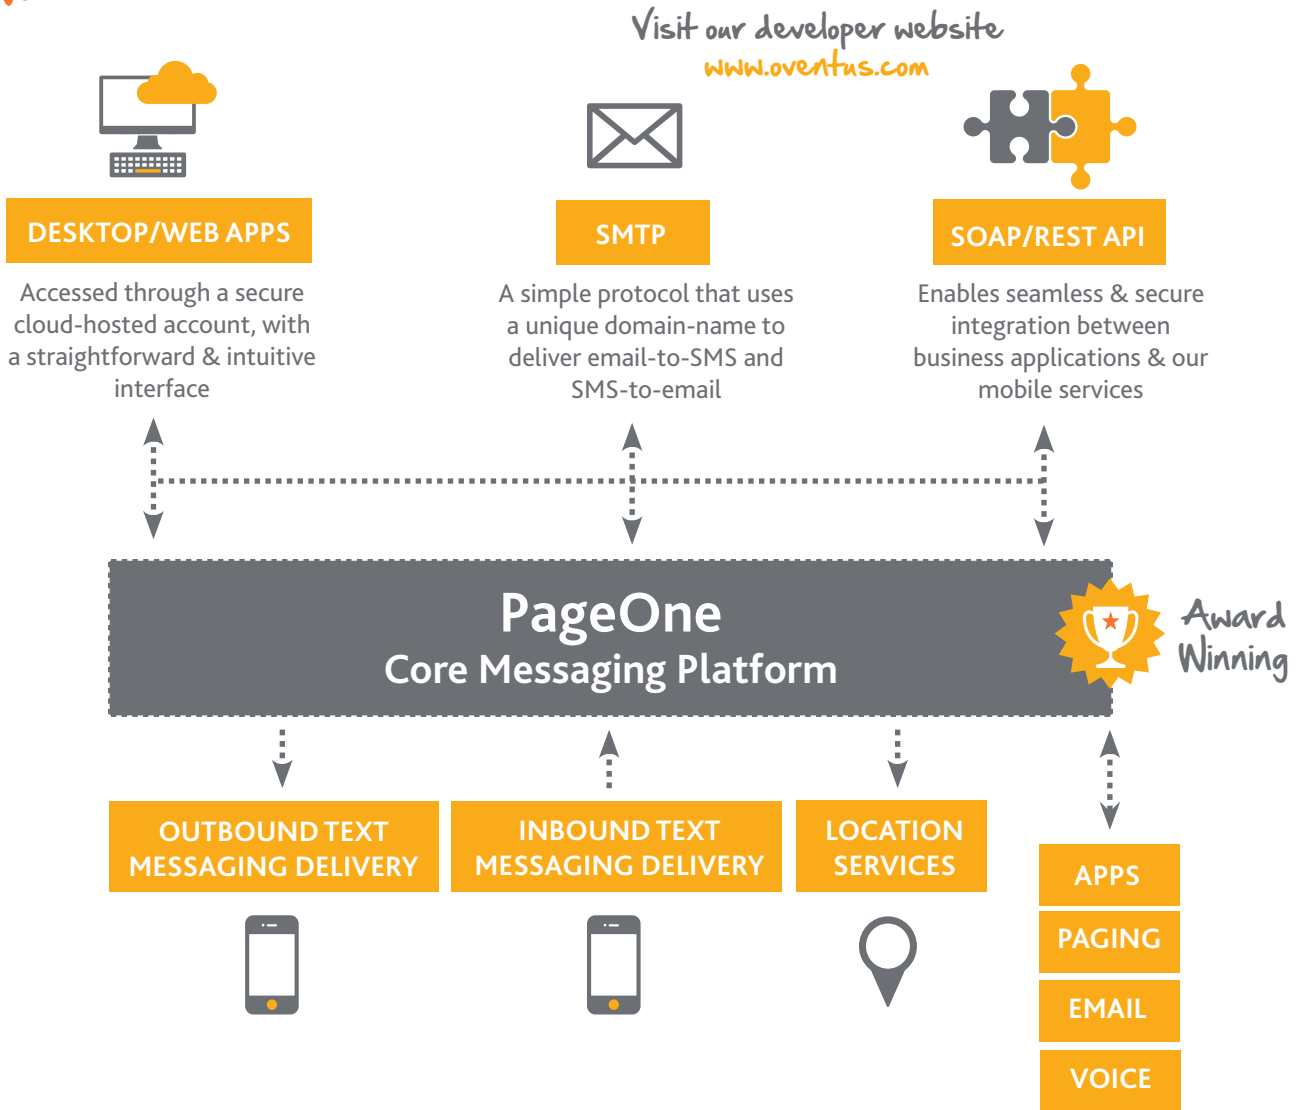 Visit our developer website
www.oventus.com
DESKTOP/WEB APPS
Accessed through a secure
cloud-hosted account, with
a straightforward & intuitive
interface
SMTP
A simple protocol that uses
a unique domain-name to
deliver email-to-SMS and
SMS-to-email
SOAP/REST API
Enables seamless & secure
integration between
business applications & our
mobile services
PageOne
Core Messaging Platform
Award
Winning
OUTBOUND TEXT
MESSAGING DELIVERY
INBOUND TEXT
MESSAGING DELIVERY
LOCATION
SERVICES
APPS
PAGING
EMAIL
VOICE